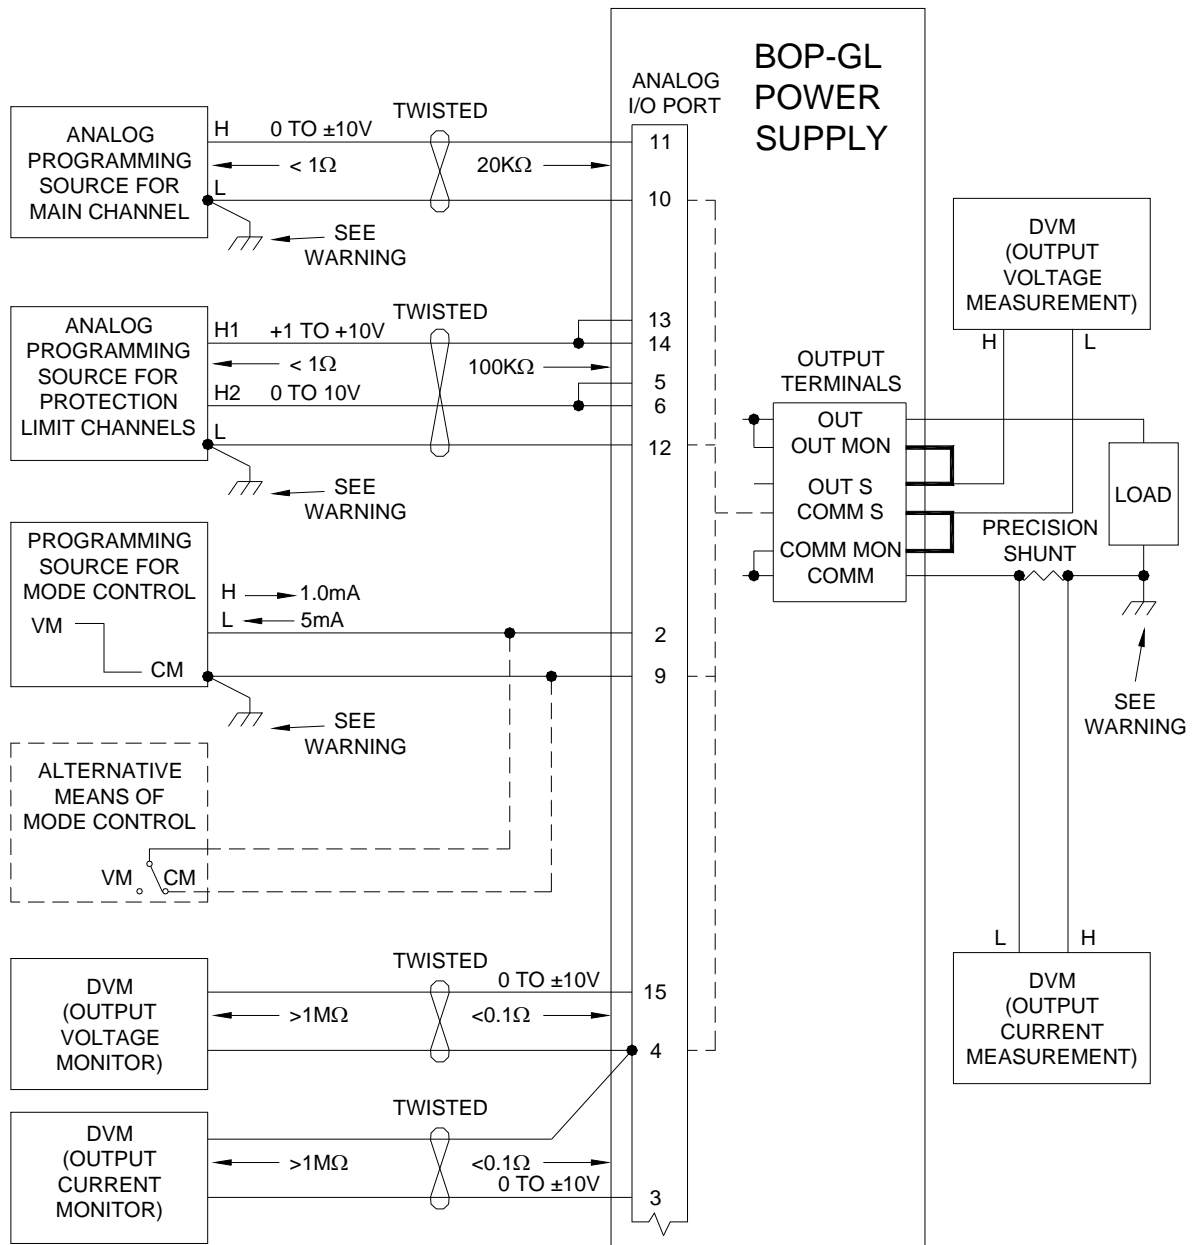 BOP-GL
POWER
SUPPLY
ANALOG
I/O PORT
ANALOG
PROGRAMMING
SOURCE FOR
MAIN CHANNEL
H
0 TO ±10V
TWISTED
< 1Ω
20KΩ
L
11
10
SEE
WARNING
ANALOG
PROGRAMMING
SOURCE FOR
PROTECTION
LIMIT CHANNELS
H1
+1 TO +10V
TWISTED
< 1Ω
100KΩ
H2
0 TO 10V
L
13
14
5
6
12
SEE
WARNING
PROGRAMMING
SOURCE FOR
MODE CONTROL
VM
CM
H
1.0mA
L
5mA
2
9
SEE
WARNING
ALTERNATIVE
MEANS OF
MODE CONTROL
VM
CM
DVM
(OUTPUT
VOLTAGE
MONITOR)
TWISTED
0 TO ±10V
>1MΩ
<0.1Ω
15
4
DVM
(OUTPUT
CURRENT
MONITOR)
TWISTED
>1MΩ
<0.1Ω
0 TO ±10V
3
OUTPUT
TERMINALS
OUT
OUT MON
OUT S
COMM S
COMM MON
COMM
DVM
(OUTPUT
VOLTAGE
MEASUREMENT)
H
L
LOAD
PRECISION
SHUNT
SEE
WARNING
L
H
DVM
(OUTPUT
CURRENT
MEASUREMENT)